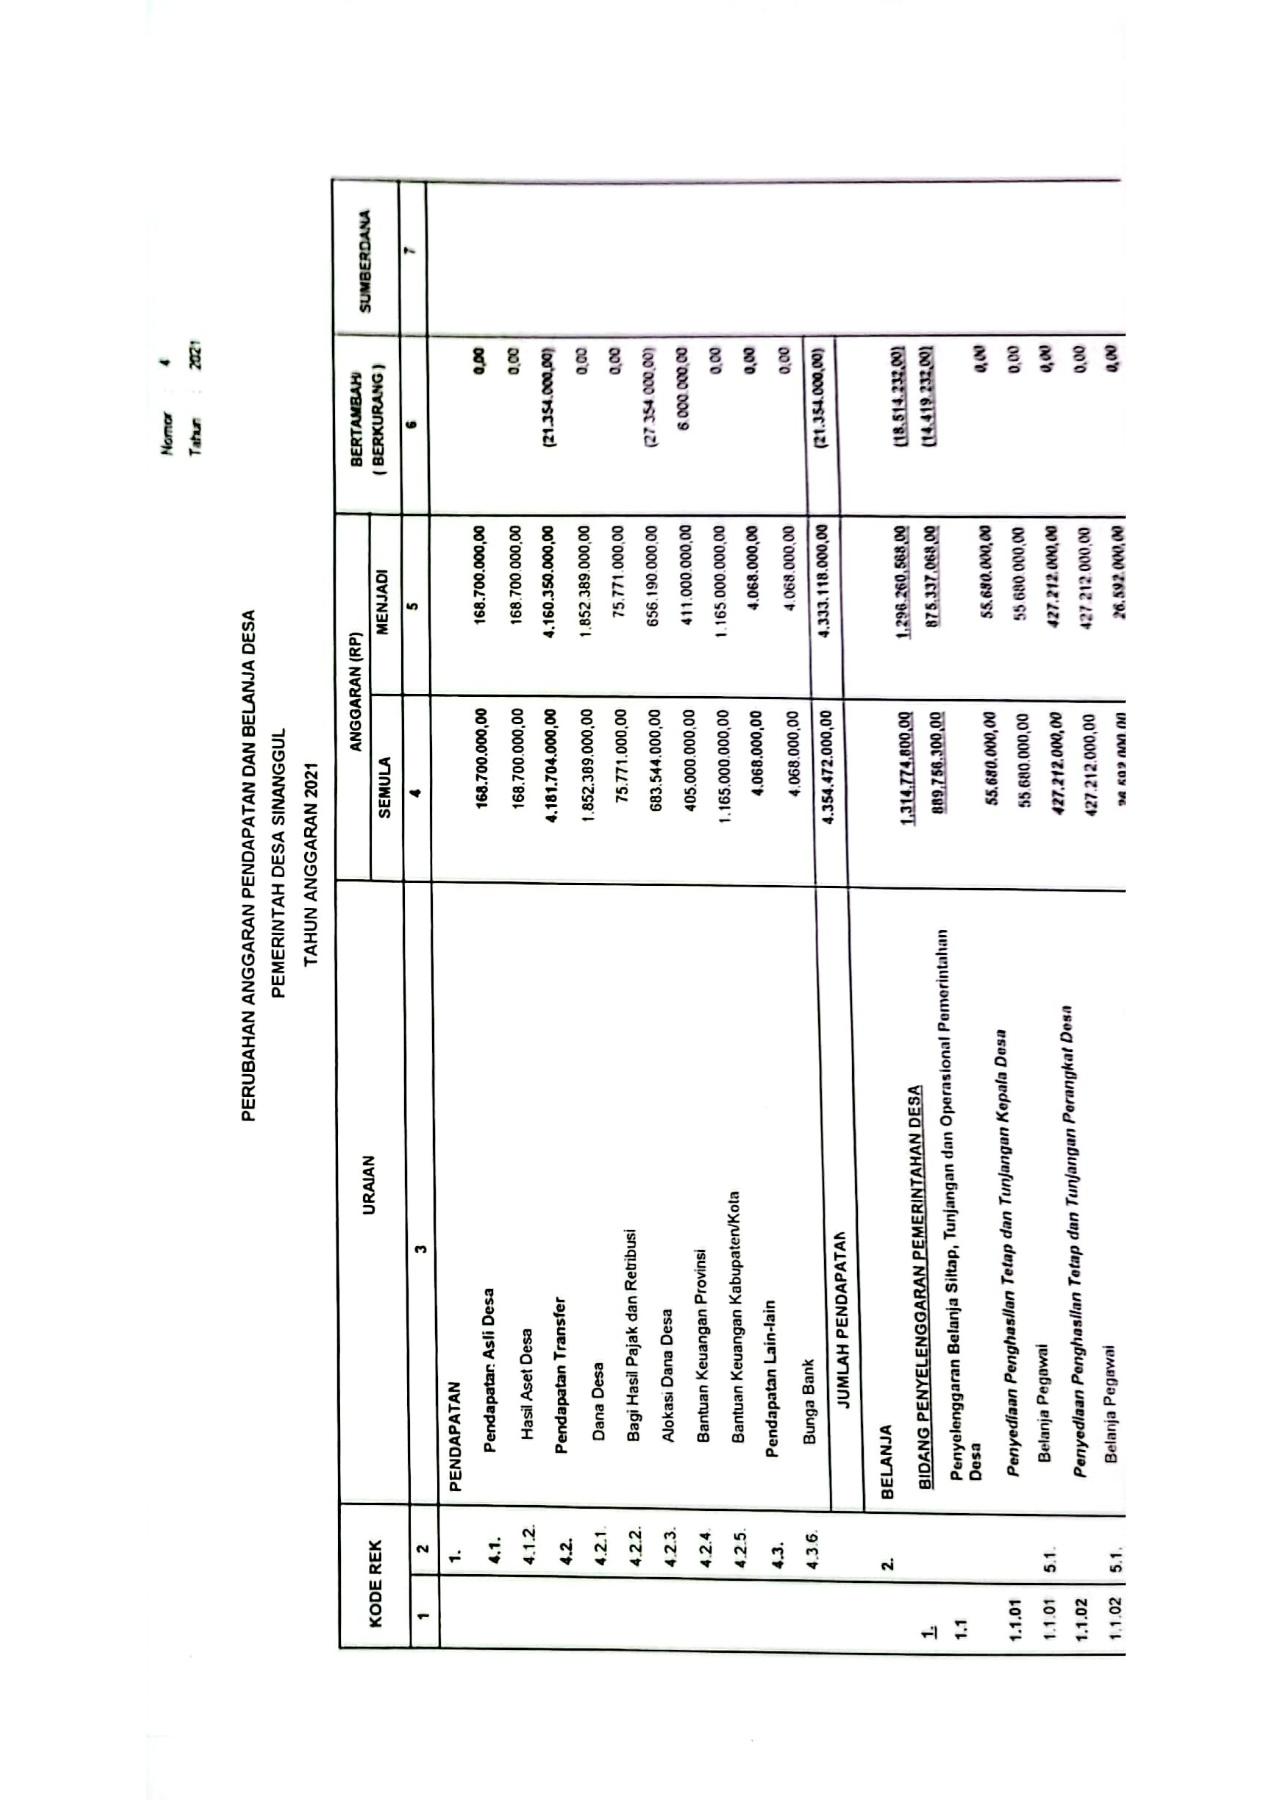 Nomor : 4
Tahun : 2021
PERUBAHAN ANGGARAN PENDAPATAN DAN BELANJA DESA
PEMERINTAH DESA SINANGGUL
TAHUN ANGGARAN 2021
KODE REK URAIAN ANGGARAN (RP) BERTAMBAH/ SUMBERDANA
SEMULA MENJADI ( BERKURANG )
1 2 3 4 5 6 7
1. PENDAPATAN
4.1. Pendapatan Asli Desa 168.700.000,00 168.700.000,00 0,00
4.1.2. Hasil Aset Desa 168.700.000,00 168.700.000,00 0,00
4.2. Pendapatan Transfer 4.181.704.000,00 4.160.350.000,00 (21.354.000,00)
4.2.1. Dana Desa 1.852.389.000,00 1.852.389.000,00 0,00
4.2.2. Bagi Hasil Pajak dan Retribusi 75.771.000,00 75.771.000,00 0,00
4.2.3. Alokasi Dana Desa 683.544.000,00 656.190.000,00 (27.354.000,00)
4.2.4. Bantuan Keuangan Provinsi 405.000.000,00 411.000.000,00 6.000.000,00
4.2.5. Bantuan Keuangan Kabupaten/Kota 1.165.000.000,00 1.165.000.000,00 0,00
4.3. Pendapatan Lain-lain 4.068.000,00 4.068.000,00 0,00
4.3.6. Bunga Bank 4.068.000,00 4.068.000,00 0,00
JUMLAH PENDAPATAN 4.354.472.000,00 4.333.118.000,00 (21.354.000,00)
2. BELANJA
1. BIDANG PENYELENGGARAN PEMERINTAHAN DESA 1.314.774.800,00 1.296.260.568,00 (18.514.232,00)
1.1 Penyelenggaran Belanja Siltap, Tunjangan dan Operasional Pemerintahan 889.756.300,00 875.337.068,00 (14.419.232,00)
Desa
1.1.01 Penyediaan Penghasilan Tetap dan Tunjangan Kepala Desa 55.680.000,00 55.680.000,00 0,00
1.1.01 5.1. Belanja Pegawai 55.680.000,00 55.680.000,00 0,00
1.1.02 Penyediaan Penghasilan Tetap dan Tunjangan Perangkat Desa 427.212.000,00 427.212.000,00 0,00
1.1.02 5.1. Belanja Pegawai 427.212.000,00 427.212.000,00 0,00
26.592.000,00 0,00